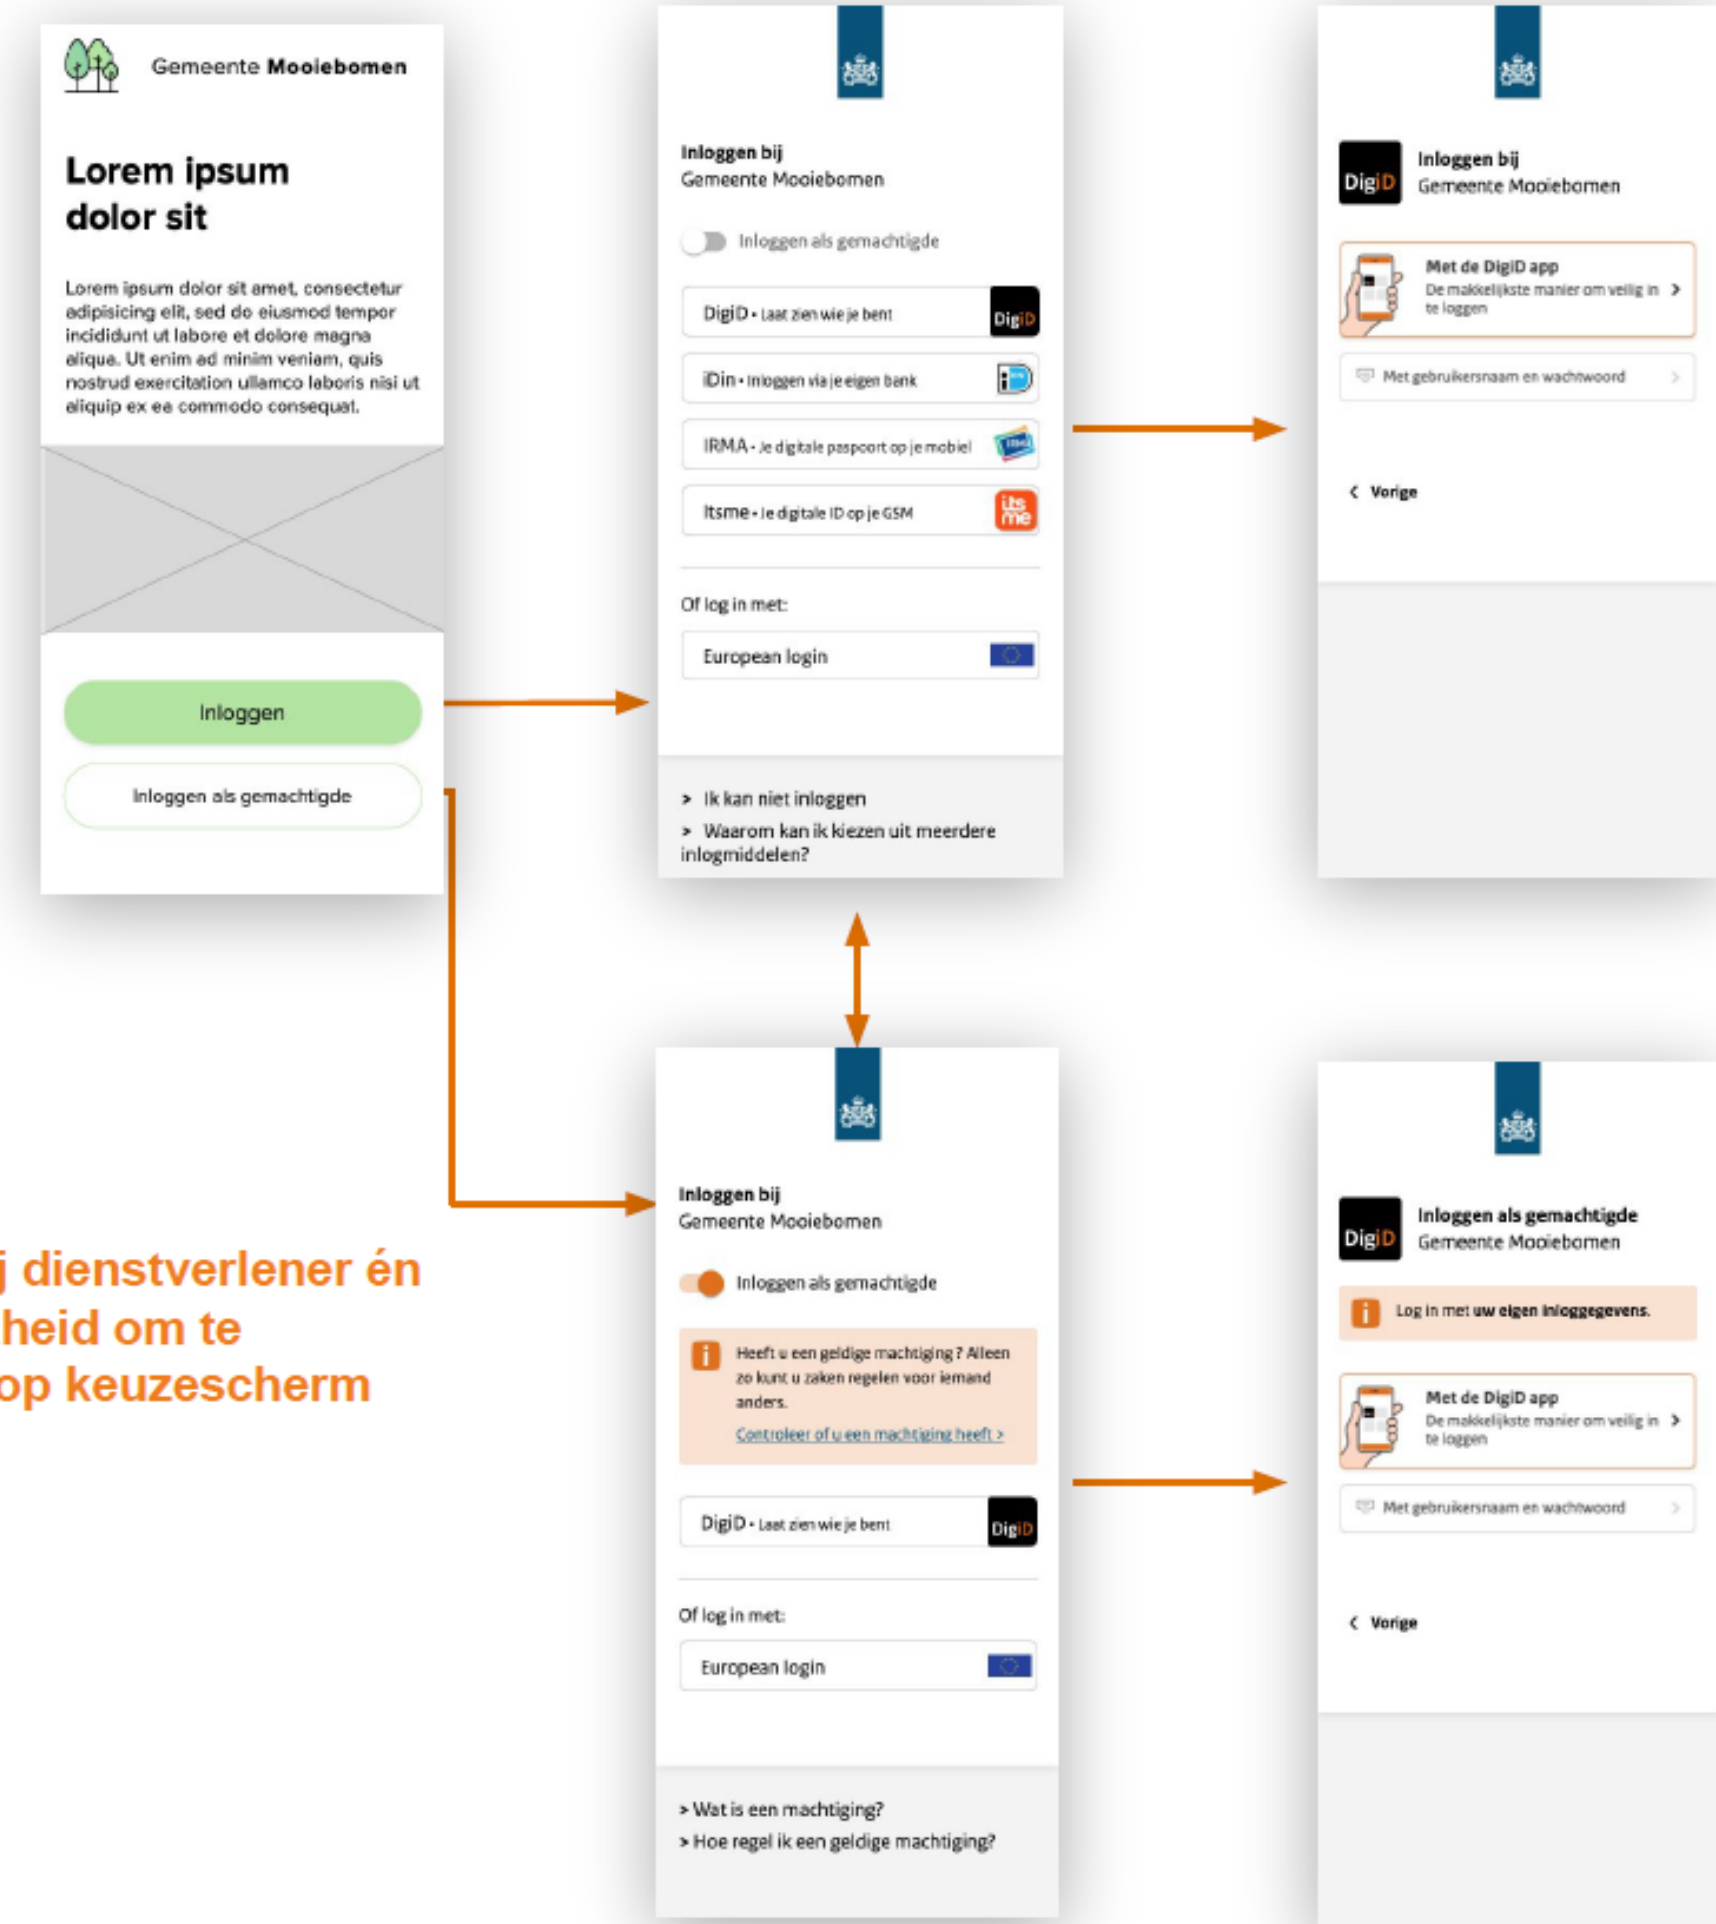 Gemeente Mooiebomen
Lorem ipsum
dolor sit
Lorem ipsum dolor sit amet, consectetur
adipisicing elit, sed do eiusmod tempor
incididunt ut labore et dolore magna
aliqua. Ut enim ad minim veniam, quis
nostrud exercitation ullamco laboris nisi ut
aliquip ex ea commodo consequat.
Inloggen
Inloggen als gemachtigde
Inloggen bij
Gemeente Mooiebomen
Inloggen als gemachtigde
DigiD • Laat zien wie je bent
DigiD
iDin • Inloggen via je eigen bank
iD
IRMA • Je digitale paspoort op je mobiel
IRMA
Itsme • Je digitale ID op je GSM
its
me
Of log in met:
European login
> Ik kan niet inloggen
> Waarom kan ik kiezen uit meerdere
inlogmiddelen?
DigiD
Inloggen bij
Gemeente Mooiebomen
Met de DigiD app
De makkelijkste manier om veilig in >
te loggen
Met gebruikersnaam en wachtwoord >
< Vorige
j dienstverlener én
heid om te
op keuzescherm
Inloggen bij
Gemeente Mooiebomen
Inloggen als gemachtigde
i
Heeft u een geldige machtiging? Alleen
zo kunt u zaken regelen voor iemand
anders.
Controleer of u een machtiging heeft >
DigiD • Laat zien wie je bent
DigiD
Of log in met:
European login
> Wat is een machtiging?
> Hoe regel ik een geldige machtiging?
DigiD
Inloggen als gemachtigde
Gemeente Mooiebomen
i
Log in met uw eigen inloggegevens.
Met de DigiD app
De makkelijkste manier om veilig in >
te loggen
Met gebruikersnaam en wachtwoord >
< Vorige